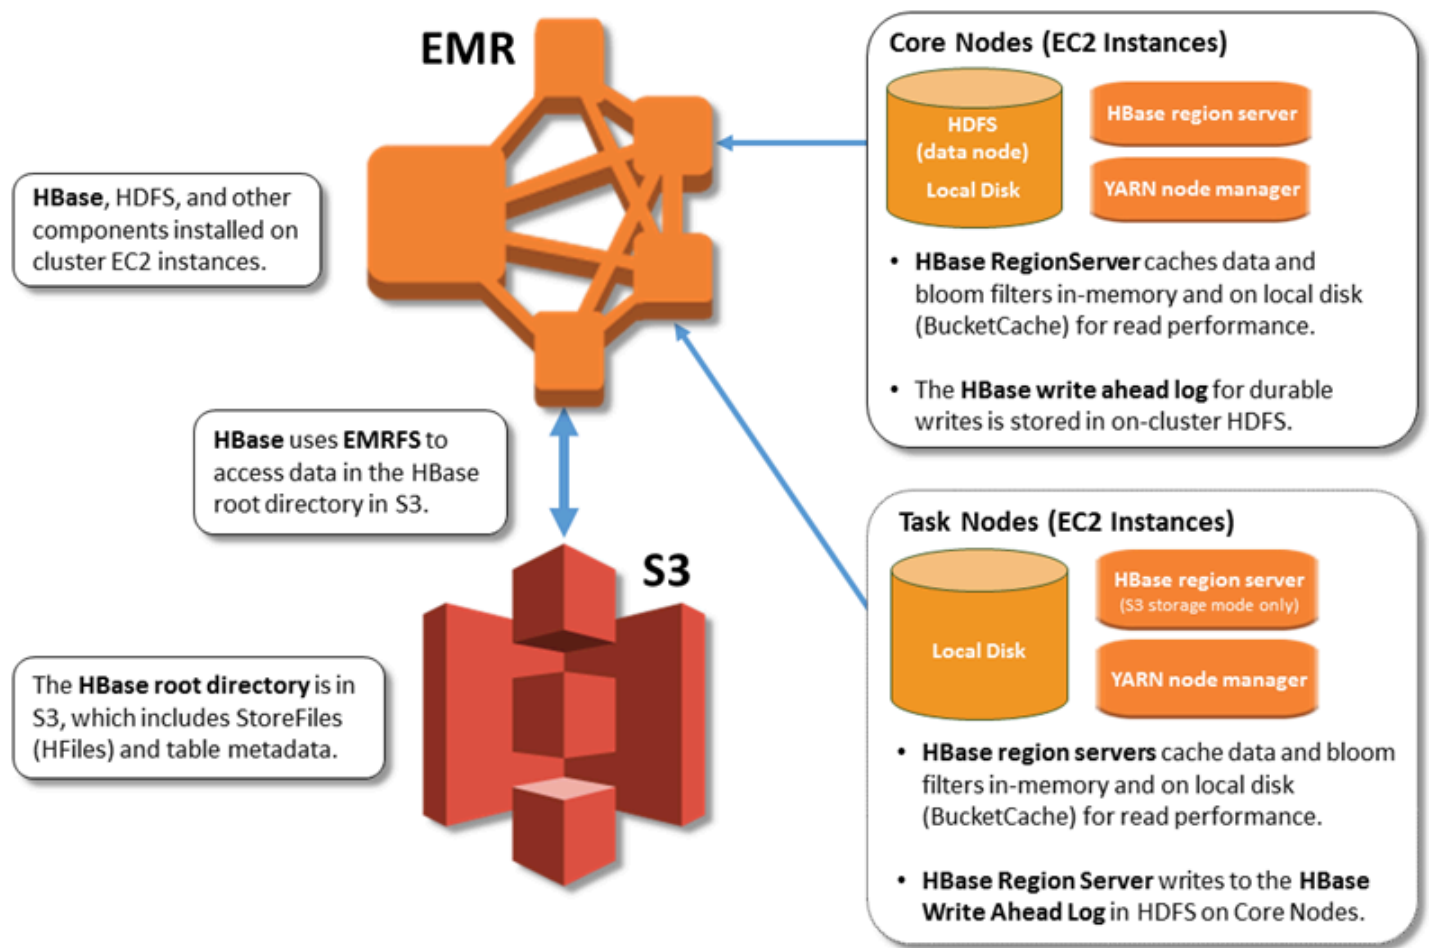 EMR
HBase, HDFS, and other
components installed on
cluster EC2 instances.
HBase uses EMRFS to
access data in the HBase
root directory in S3.
S3
The HBase root directory is in
S3, which includes StoreFiles
(HFiles) and table metadata.
Core Nodes (EC2 Instances)
HDFS
(data node)
Local Disk
HBase region server
YARN node manager
• HBase RegionServer caches data and
bloom filters in-memory and on local disk
(BucketCache) for read performance.
• The HBase write ahead log for durable
writes is stored in on-cluster HDFS.
Task Nodes (EC2 Instances)
Local Disk
HBase region server
(S3 storage mode only)
YARN node manager
• HBase region servers cache data and bloom
filters in-memory and on local disk
(BucketCache) for read performance.
• HBase Region Server writes to the HBase
Write Ahead Log in HDFS on Core Nodes.